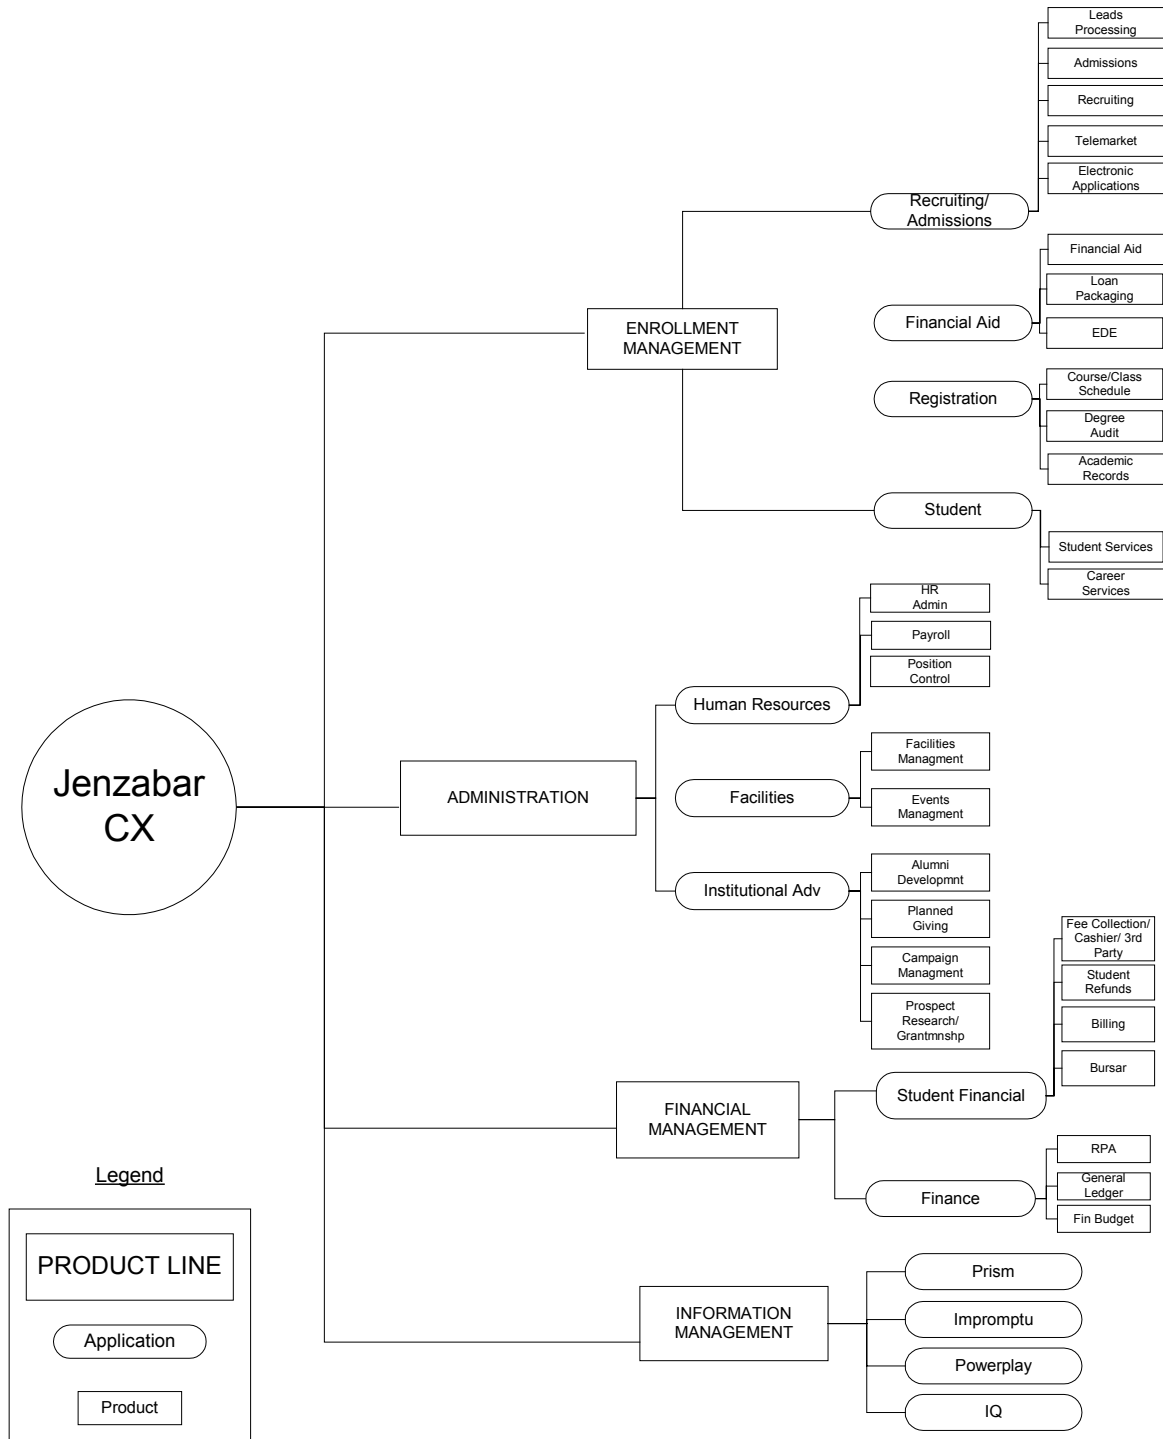 Leads
Processing
Admissions
Recruiting
Telemarket
Electronic
Applications
Recruiting/
Admissions
Financial Aid
Loan
Packaging
EDE
Financial Aid
ENROLLMENT
MANAGEMENT
Course/Class
Schedule
Degree
Audit
Academic
Records
Registration
Student
Student Services
Career
Services
HR
Admin
Payroll
Position
Control
Human Resources
Facilities
Managment
Events
Managment
Facilities
Jenzabar
CX
ADMINISTRATION
Alumni
Developmnt
Planned
Giving
Campaign
Managment
Prospect
Research/
Grantmnshp
Institutional Adv
Fee Collection/
Cashier/ 3rd
Party
Student
Refunds
Billing
Bursar
Student Financial
FINANCIAL
MANAGEMENT
RPA
General
Ledger
Fin Budget
Finance
Prism
Impromptu
Powerplay
IQ
INFORMATION
MANAGEMENT
Legend
PRODUCT LINE
Application
Product